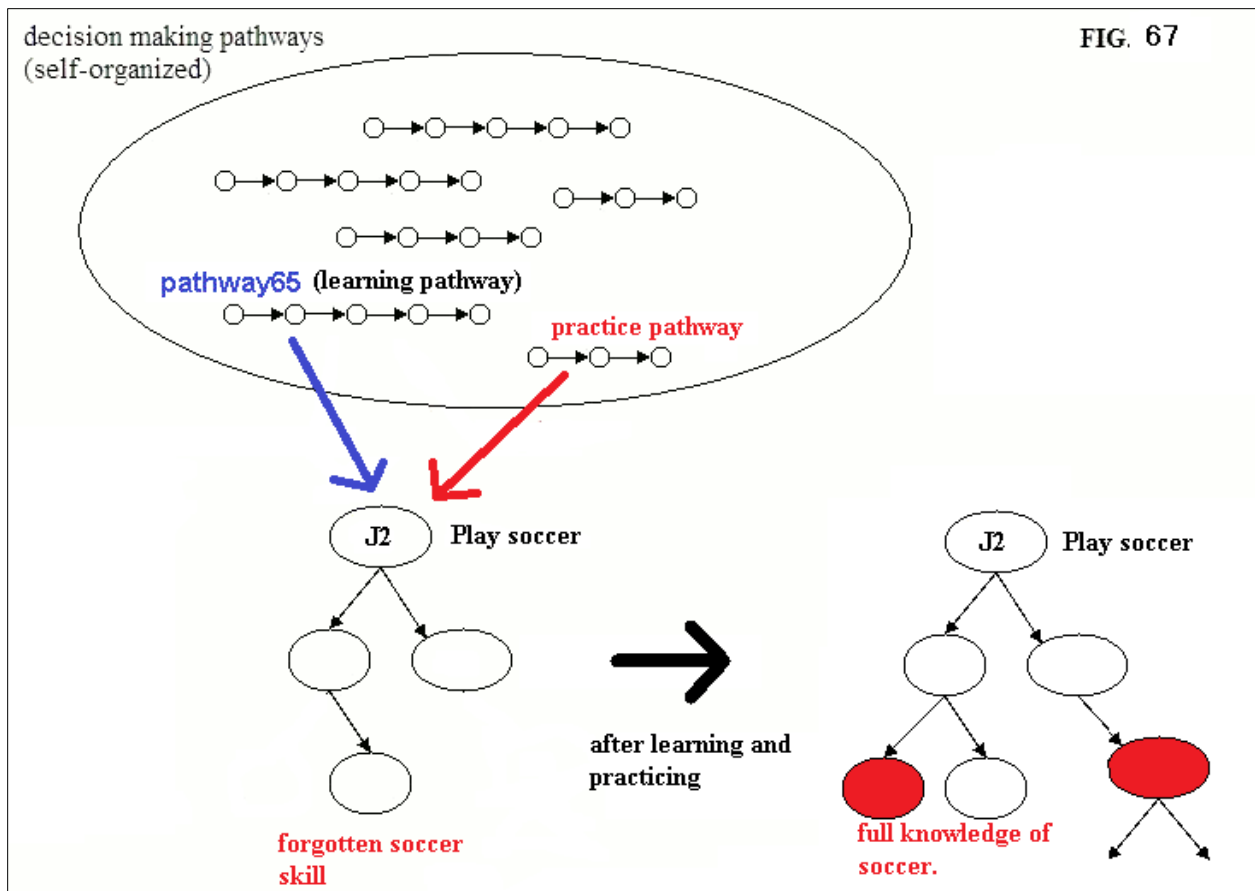 decision making pathways
(self-organized)
FIG. 67
pathway65 (learning pathway)
practice pathway
J2 Play soccer
J2 Play soccer
after learning and
practicing
forgotten soccer
skill
full knowledge of
soccer.